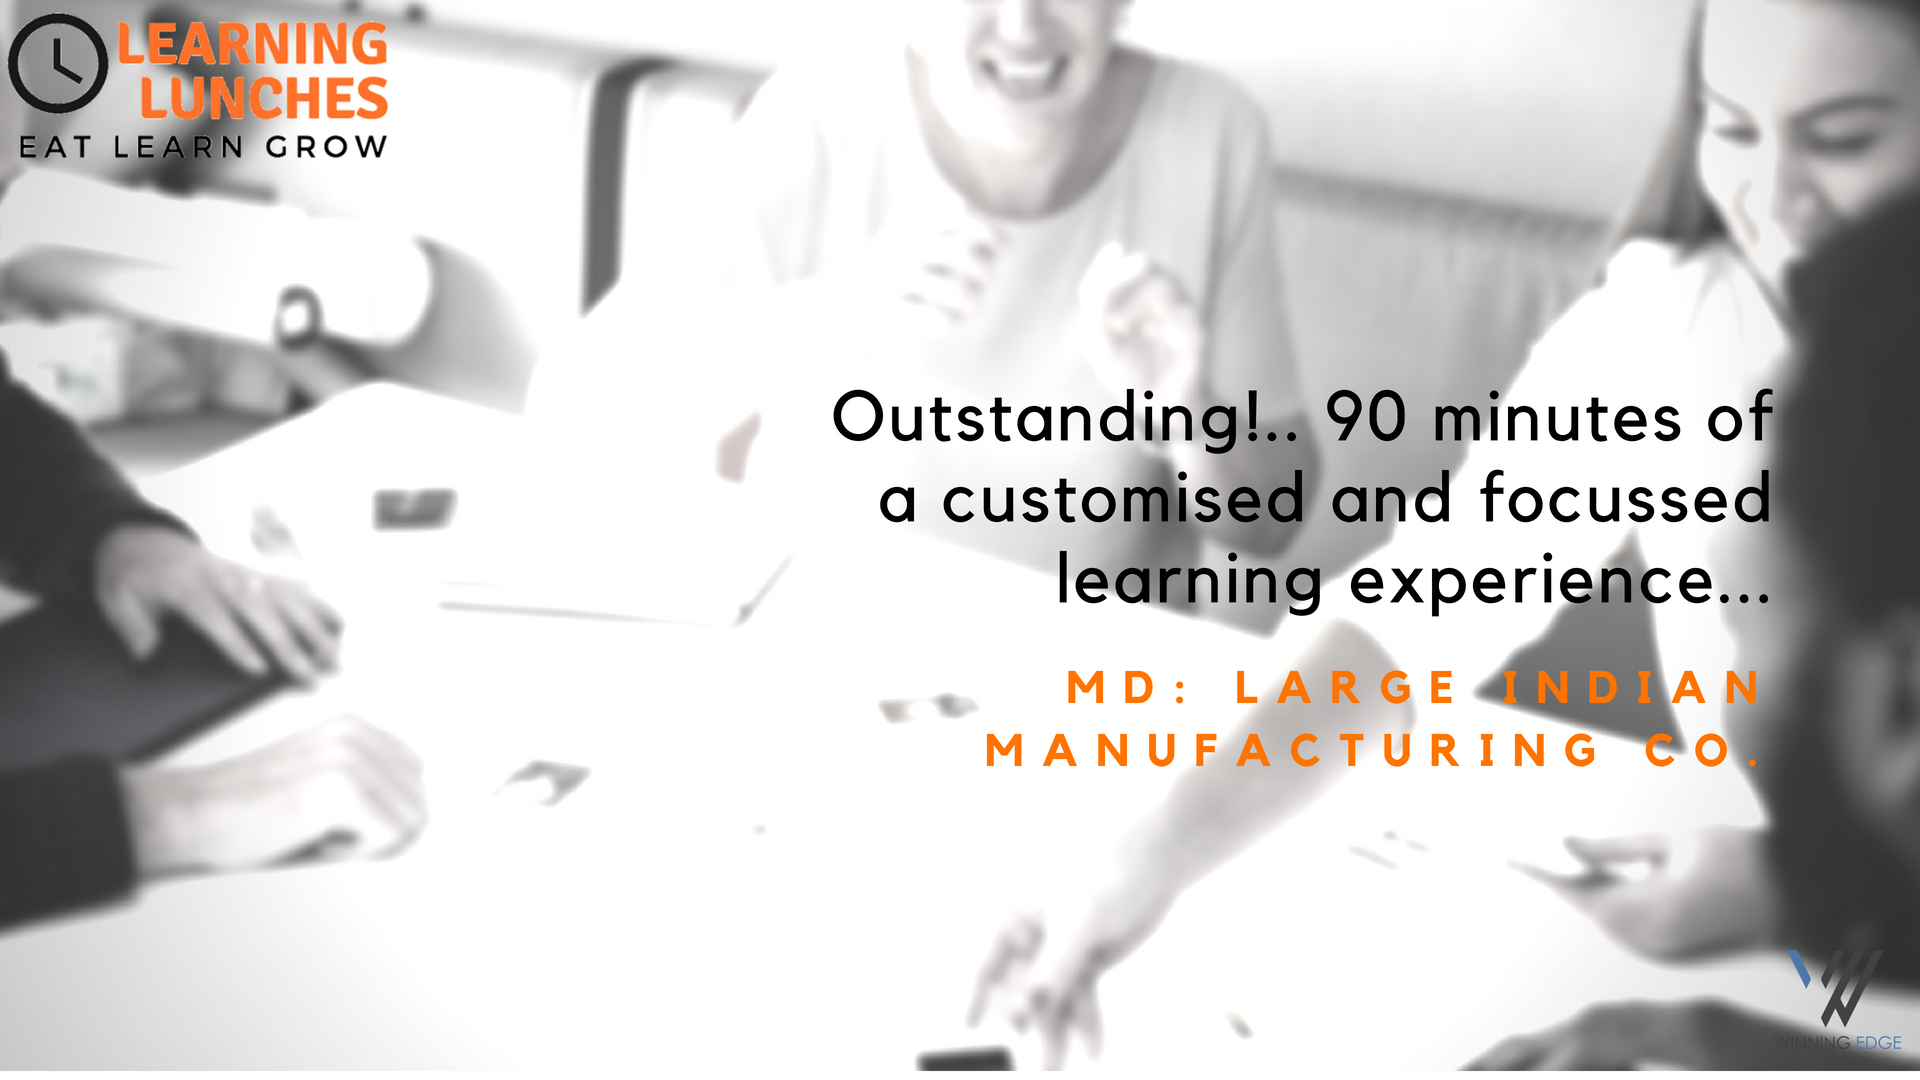 LEARNING
LUNCHES
EAT LEARN GROW
Outstanding!.. 90 minutes of
a customised and focussed
learning experience...
MD: LARGE INDIAN
MANUFACTURING CO.
WINNING EDGE